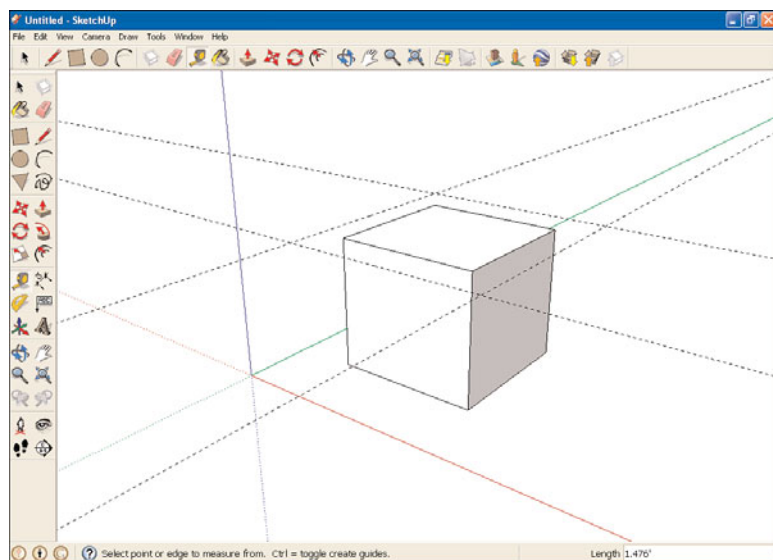 Untitled - SketchUp
File Edit View Camera Draw Tools Window Help
Select point or edge to measure from. Ctrl = toggle create guides.
Length 1.476'